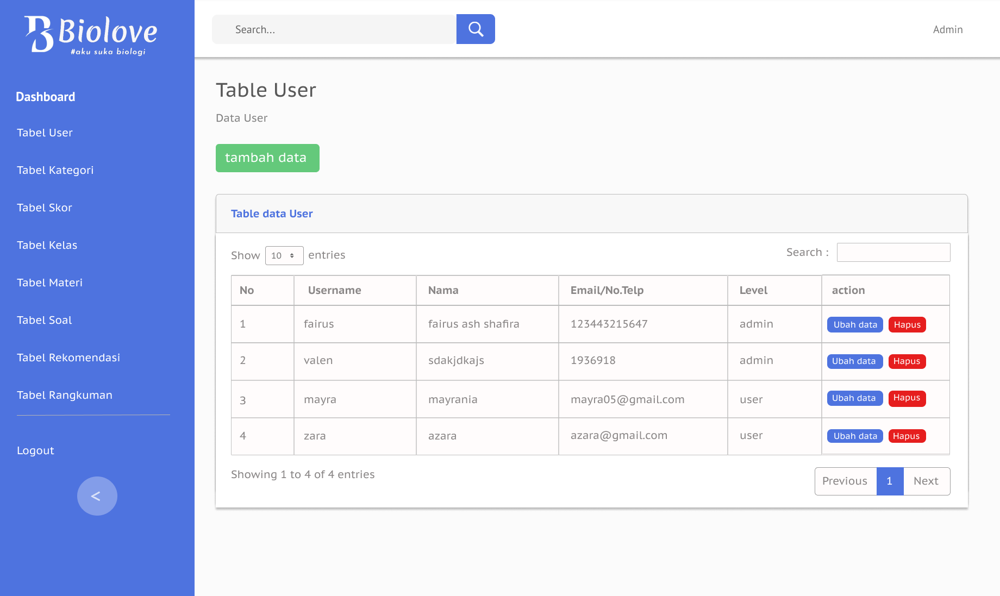 Biolove
#aku suka biologi
Dashboard
Tabel User
Tabel Kategori
Tabel Skor
Tabel Kelas
Tabel Materi
Tabel Soal
Tabel Rekomendasi
Tabel Rangkuman
Logout
<
Search...
Admin
Table User
Data User
tambah data
Table data User
Show 10 entries
Search :
No Username Nama Email/No.Telp Level action
1 fairus fairus ash shafira 123443215647 admin Ubah data Hapus
2 valen sdakjdkajs 1936918 admin Ubah data Hapus
3 mayra mayrania mayra05@gmail.com user Ubah data Hapus
4 zara azara azara@gmail.com user Ubah data Hapus
Showing 1 to 4 of 4 entries
Previous 1 Next